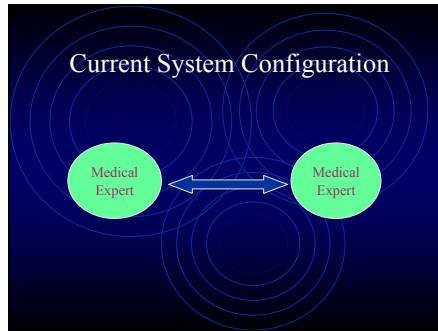 Current System Configuration
Medical
Expert
Medical
Expert